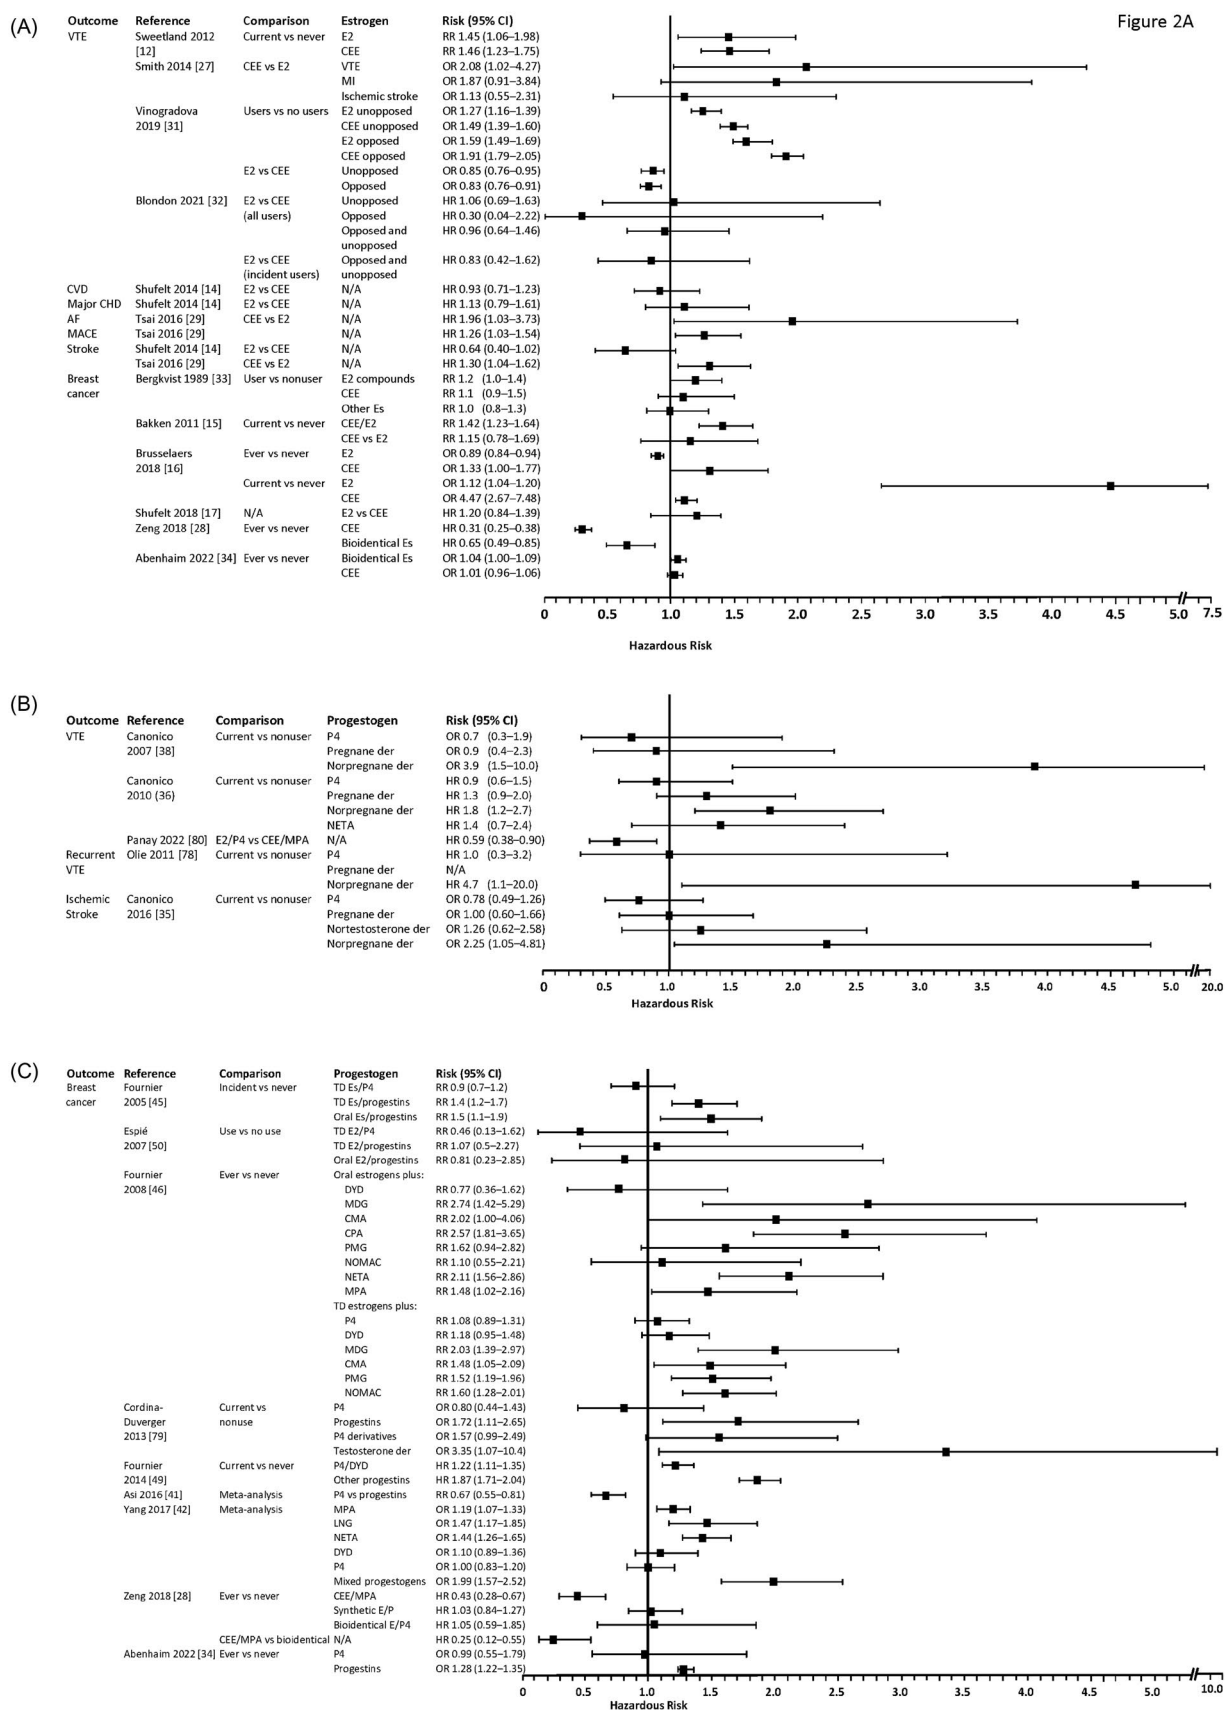 Figure 2A
(A)
Outcome Reference Comparison Estrogen Risk (95% CI)
VTE Sweetland 2012 Current vs never E2 RR 1.45 (1.06–1.98)
[12] CEE RR 1.46 (1.23–1.75)
Smith 2014 [27] CEE vs E2 VTE OR 2.08 (1.02–4.27)
MI OR 1.87 (0.91–3.84)
Ischemic stroke OR 1.13 (0.55–2.31)
Vinogradova Users vs no users E2 unopposed OR 1.27 (1.16–1.39)
2019 [31] CEE unopposed OR 1.49 (1.39–1.60)
E2 opposed OR 1.59 (1.49–1.69)
CEE opposed OR 1.91 (1.79–2.05)
E2 vs CEE Unopposed OR 0.85 (0.76–0.95)
Opposed OR 0.83 (0.76–0.91)
Blondon 2021 [32] E2 vs CEE Unopposed HR 1.06 (0.69–1.63)
(all users) Opposed HR 0.30 (0.04–2.22)
Opposed and HR 0.96 (0.64–1.46)
unopposed
E2 vs CEE Opposed and HR 0.83 (0.42–1.62)
(incident users) unopposed
CVD Shufelt 2014 [14] E2 vs CEE N/A HR 0.93 (0.71–1.23)
Major CHD Shufelt 2014 [14] E2 vs CEE N/A HR 1.13 (0.79–1.61)
AF Tsai 2016 [29] CEE vs E2 N/A HR 1.96 (1.03–3.73)
MACE Tsai 2016 [29] N/A HR 1.26 (1.03–1.54)
Stroke Shufelt 2014 [14] E2 vs CEE N/A HR 0.64 (0.40–1.02)
Tsai 2016 [29] CEE vs E2 N/A HR 1.30 (1.04–1.62)
Breast Bergkvist 1989 [33] User vs nonuser E2 compounds RR 1.2 (1.0–1.4)
cancer CEE RR 1.1 (0.9–1.5)
Other Es RR 1.0 (0.8–1.3)
Bakken 2011 [15] Current vs never CEE/E2 RR 1.42 (1.23–1.64)
CEE vs E2 RR 1.15 (0.78–1.69)
Brusselaers Ever vs never E2 OR 0.89 (0.84–0.94)
2018 [16] CEE OR 1.33 (1.00–1.77)
Current vs never E2 OR 1.12 (1.04–1.20)
CEE OR 4.47 (2.67–7.48)
Shufelt 2018 [17] N/A E2 vs CEE HR 1.20 (0.84–1.39)
Zeng 2018 [28] Ever vs never CEE HR 0.31 (0.25–0.38)
Bioidentical Es HR 0.65 (0.49–0.85)
Abenhaim 2022 [34] Ever vs never Bioidentical Es OR 1.04 (1.00–1.09)
CEE OR 1.01 (0.96–1.06)
0 0.5 1.0 1.5 2.0 2.5 3.0 3.5 4.0 4.5 5.0 7.5
Hazardous Risk
(B)
Outcome Reference Comparison Progestogen Risk (95% CI)
VTE Canonico Current vs nonuser P4 OR 0.7 (0.3–1.9)
2007 [38] Pregnane der OR 0.9 (0.4–2.3)
Norpregnane der OR 3.9 (1.5–10.0)
Canonico Current vs nonuser P4 HR 0.9 (0.6–1.5)
2010 (36) Pregnane der HR 1.3 (0.9–2.0)
Norpregnane der HR 1.8 (1.2–2.7)
NETA HR 1.4 (0.7–2.4)
Panay 2022 [80] E2/P4 vs CEE/MPA N/A HR 0.59 (0.38–0.90)
Recurrent Olie 2011 [78] Current vs nonuser P4 HR 1.0 (0.3–3.2)
VTE Pregnane der N/A
Norpregnane der HR 4.7 (1.1–20.0)
Ischemic Canonico Current vs nonuser P4 OR 0.78 (0.49–1.26)
Stroke 2016 [35] Pregnane der OR 1.00 (0.60–1.66)
Nortestosterone der OR 1.26 (0.62–2.58)
Norpregnane der OR 2.25 (1.05–4.81)
0 0.5 1.0 1.5 2.0 2.5 3.0 3.5 4.0 4.5 5.0 20.0
Hazardous Risk
(C)
Outcome Reference Comparison Progestogen Risk (95% CI)
Breast Fournier Incident vs never TD Es/P4 RR 0.9 (0.7–1.2)
cancer 2005 [45] TD Es/progestins RR 1.4 (1.2–1.7)
Oral Es/progestins RR 1.5 (1.1–1.9)
Espié Use vs no use TD E2/P4 RR 0.46 (0.13–1.62)
2007 [50] TD E2/progestins RR 1.07 (0.5–2.27)
Oral E2/progestins RR 0.81 (0.23–2.85)
Fournier Ever vs never Oral estrogens plus:
2008 [46] DYD RR 0.77 (0.36–1.62)
MDG RR 2.74 (1.42–5.29)
CMA RR 2.02 (1.00–4.06)
CPA RR 2.57 (1.81–3.65)
PMG RR 1.62 (0.94–2.82)
NOMAC RR 1.10 (0.55–2.21)
NETA RR 2.11 (1.56–2.86)
MPA RR 1.48 (1.02–2.16)
TD estrogens plus:
P4 RR 1.08 (0.89–1.31)
DYD RR 1.18 (0.95–1.48)
MDG RR 2.03 (1.39–2.97)
CMA RR 1.48 (1.05–2.09)
PMG RR 1.52 (1.19–1.96)
NOMAC RR 1.60 (1.28–2.01)
Cordina- Current vs P4 OR 0.80 (0.44–1.43)
Duverger nonuse Progestins OR 1.72 (1.11–2.65)
2013 [79] P4 derivatives OR 1.57 (0.99–2.49)
Testosterone der OR 3.35 (1.07–10.4)
Fournier Current vs never P4/DYD HR 1.22 (1.11–1.35)
2014 [49] Other progestins HR 1.87 (1.71–2.04)
Asi 2016 [41] Meta-analysis P4 vs progestins RR 0.67 (0.55–0.81)
Yang 2017 [42] Meta-analysis MPA OR 1.19 (1.07–1.33)
LNG OR 1.47 (1.17–1.85)
NETA OR 1.44 (1.26–1.65)
DYD OR 1.10 (0.89–1.36)
P4 OR 1.00 (0.83–1.20)
Mixed progestogens OR 1.99 (1.57–2.52)
Zeng 2018 [28] Ever vs never CEE/MPA HR 0.43 (0.28–0.67)
Synthetic E/P HR 1.03 (0.84–1.27)
Bioidentical E/P4 HR 1.05 (0.59–1.85)
CEE/MPA vs bioidentical N/A HR 0.25 (0.12–0.55)
Abenhaim 2022 [34] Ever vs never P4 OR 0.99 (0.55–1.79)
Progestins OR 1.28 (1.22–1.35)
0 0.5 1.0 1.5 2.0 2.5 3.0 3.5 4.0 4.5 5.0 10.0
Hazardous Risk